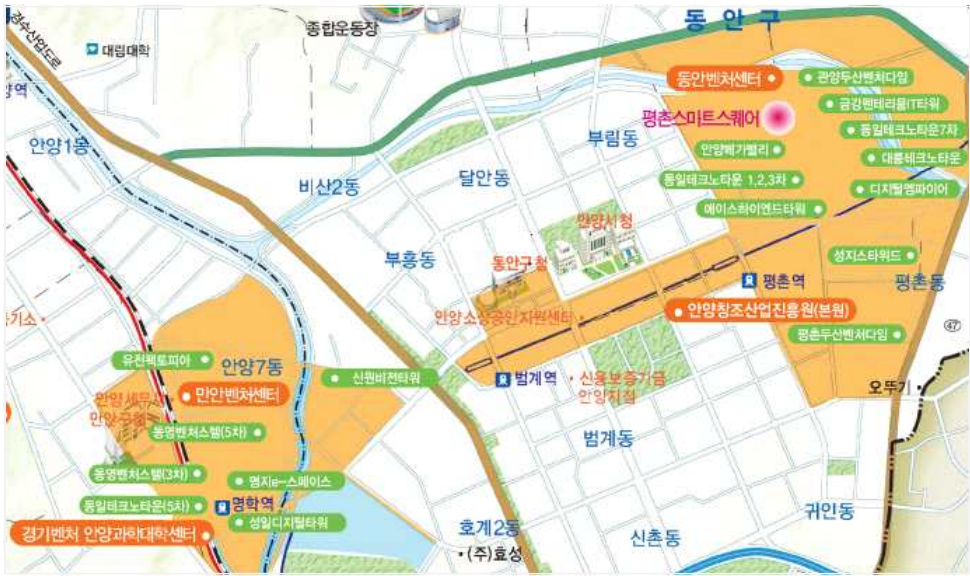 경수산업도로
종합운동장
동안구
대림대학
동안벤처센터
관양두산벤처다임
금강펜테리움IT타워
평촌스마트스퀘어
동일테크노타운7차
안양1동
부림동
안양메가밸리
대륭테크노타운
비산2동
달안동
동일테크노타운 1,2,3차
디지털엠파이어
에이스하이엔드타워
안양시청
부흥동
동안구청
성지스타위드
평촌역
평촌동
안양소상공인지원센터
안양창조산업진흥원(본원)
47
평촌두산벤처다임
유천팩토피아
안양7동
신원비전타워
범계역
신용보증기금
안양지점
오뚜기
만안벤처센터
동영벤처스텔(5차)
범계동
동영벤처스텔(3차)
명지e-스페이스
동일테크노타운(5차)
명학역
귀인동
성일디지털타워
경기벤처 안양과학대학센터
호계2동
신촌동
(주)효성